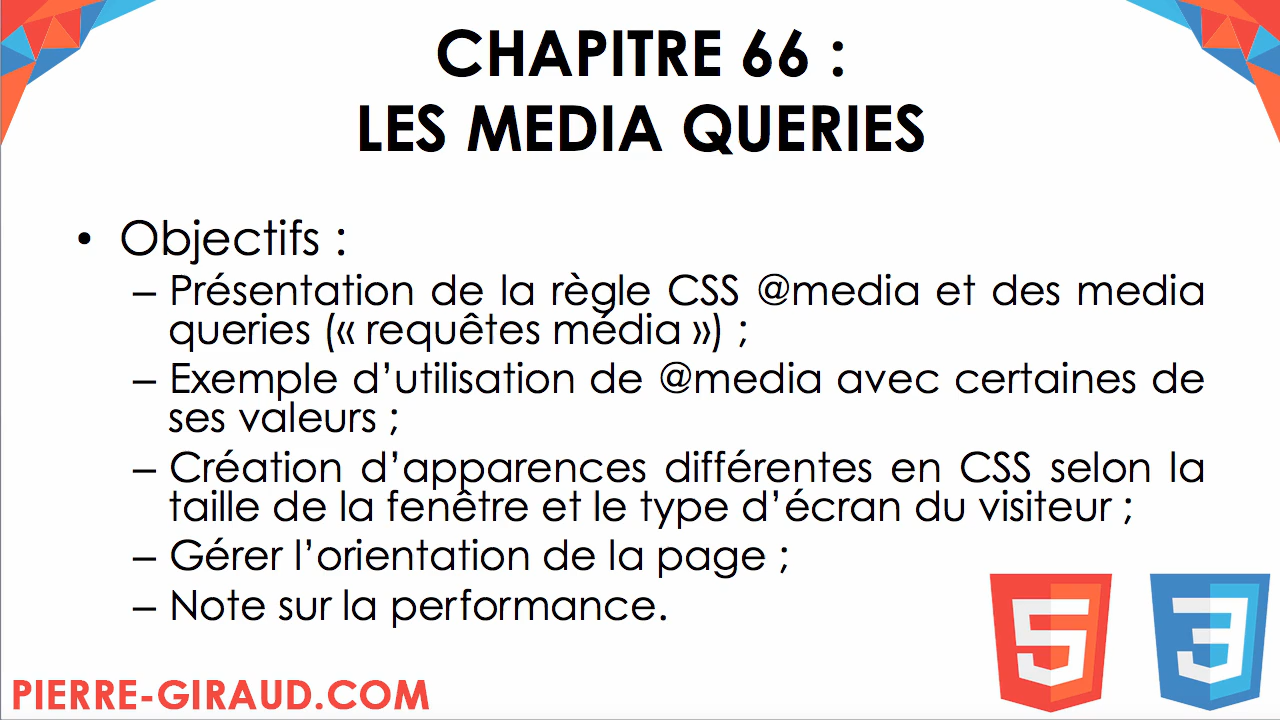 CHAPITRE 66 :
LES MEDIA QUERIES
• Objectifs :
– Présentation de la règle CSS @media et des media
queries (« requêtes média ») ;
– Exemple d’utilisation de @media avec certaines de
ses valeurs ;
– Création d’apparences différentes en CSS selon la
taille de la fenêtre et le type d’écran du visiteur ;
– Gérer l’orientation de la page ;
– Note sur la performance.
5 3
PIERRE-GIRAUD.COM